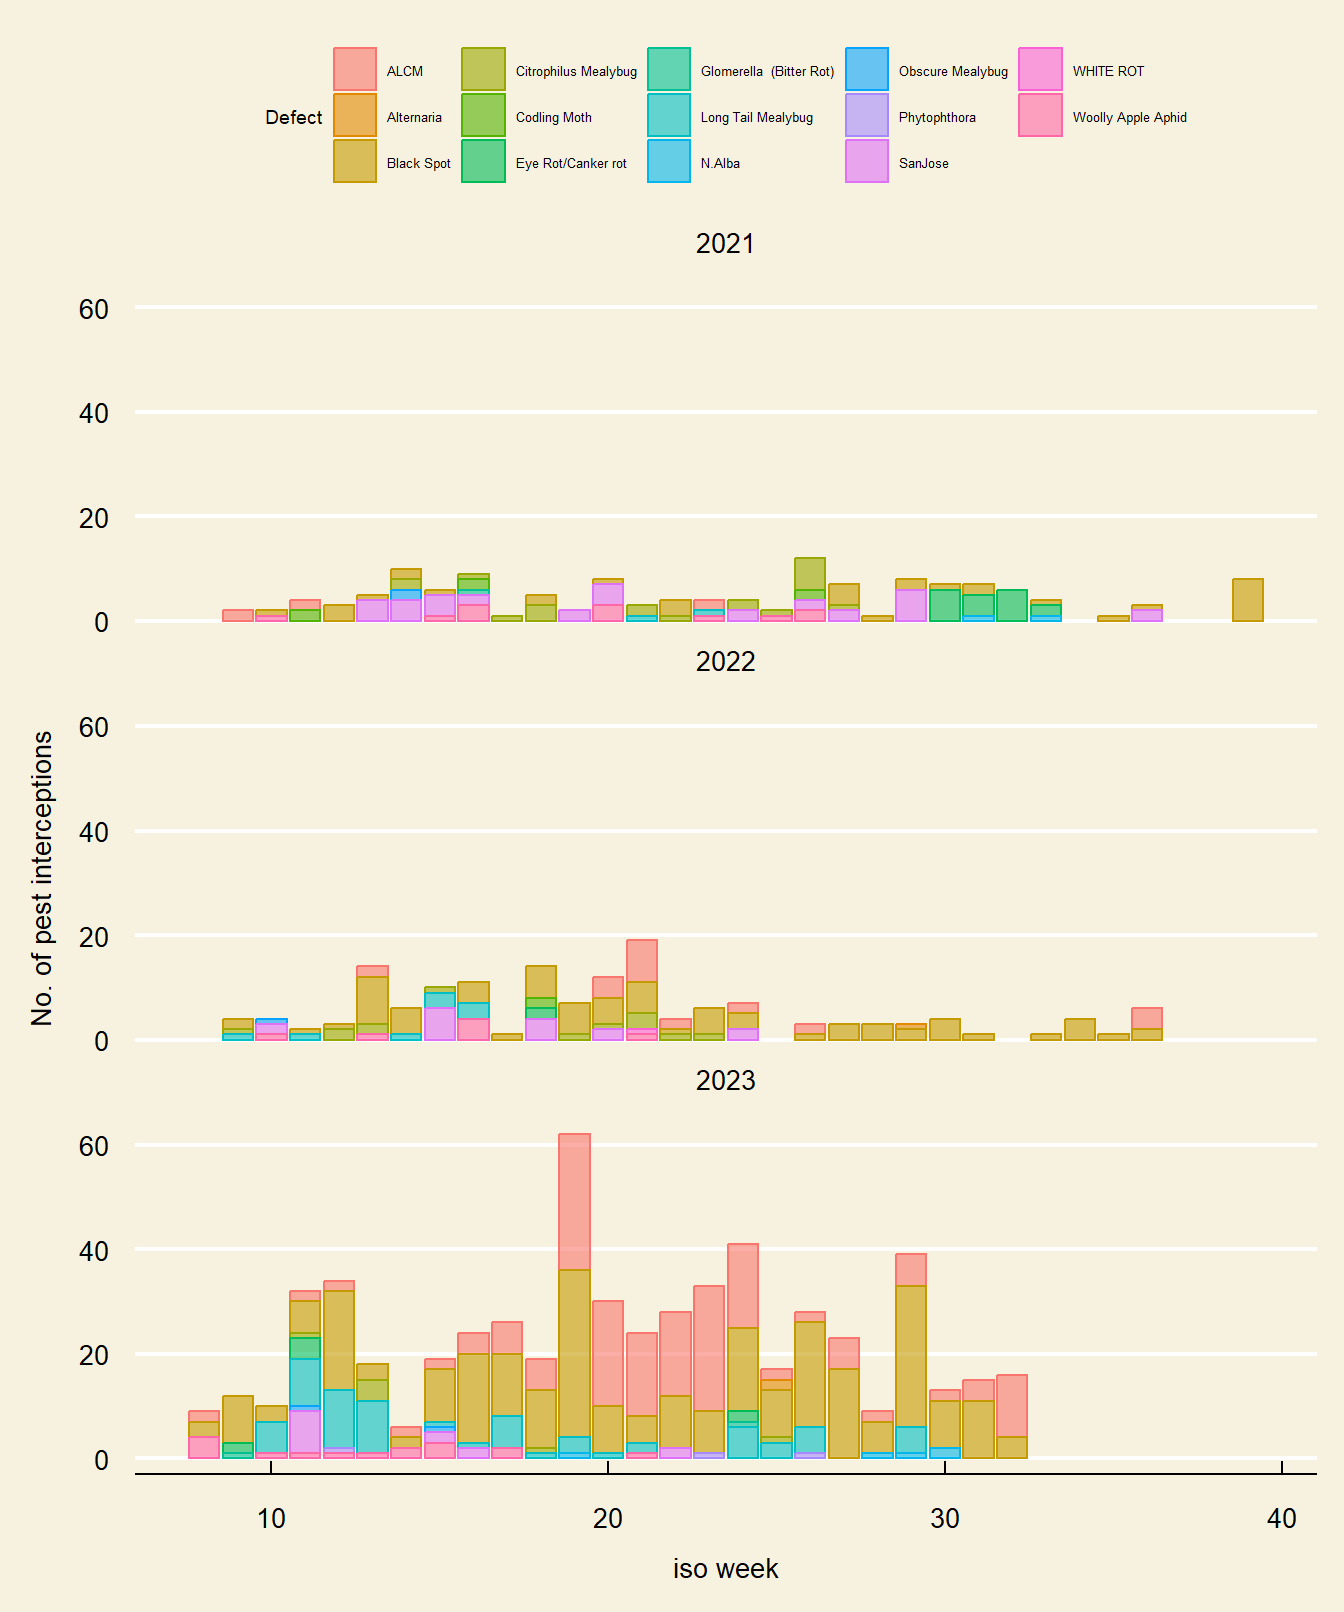 ALCM Citrophilus Mealybug Glomerella (Bitter Rot) Obscure Mealybug WHITE ROT
Defect Alternaria Codling Moth Long Tail Mealybug Phytophthora Woolly Apple Aphid
Black Spot Eye Rot/Canker rot N.Alba SanJose
2021
60
40
20
0
2022
60
40
20
0
2023
60
40
20
0
No. of pest interceptions
10 20 30 40
iso week